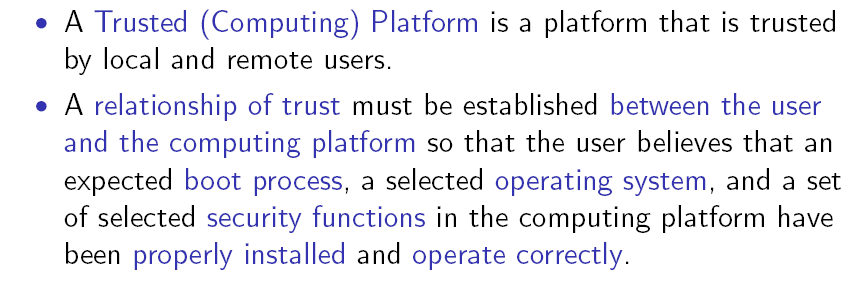 • A Trusted (Computing) Platform is a platform that is trusted
by local and remote users.
• A relationship of trust must be established between the user
and the computing platform so that the user believes that an
expected boot process, a selected operating system, and a set
of selected security functions in the computing platform have
been properly installed and operate correctly.